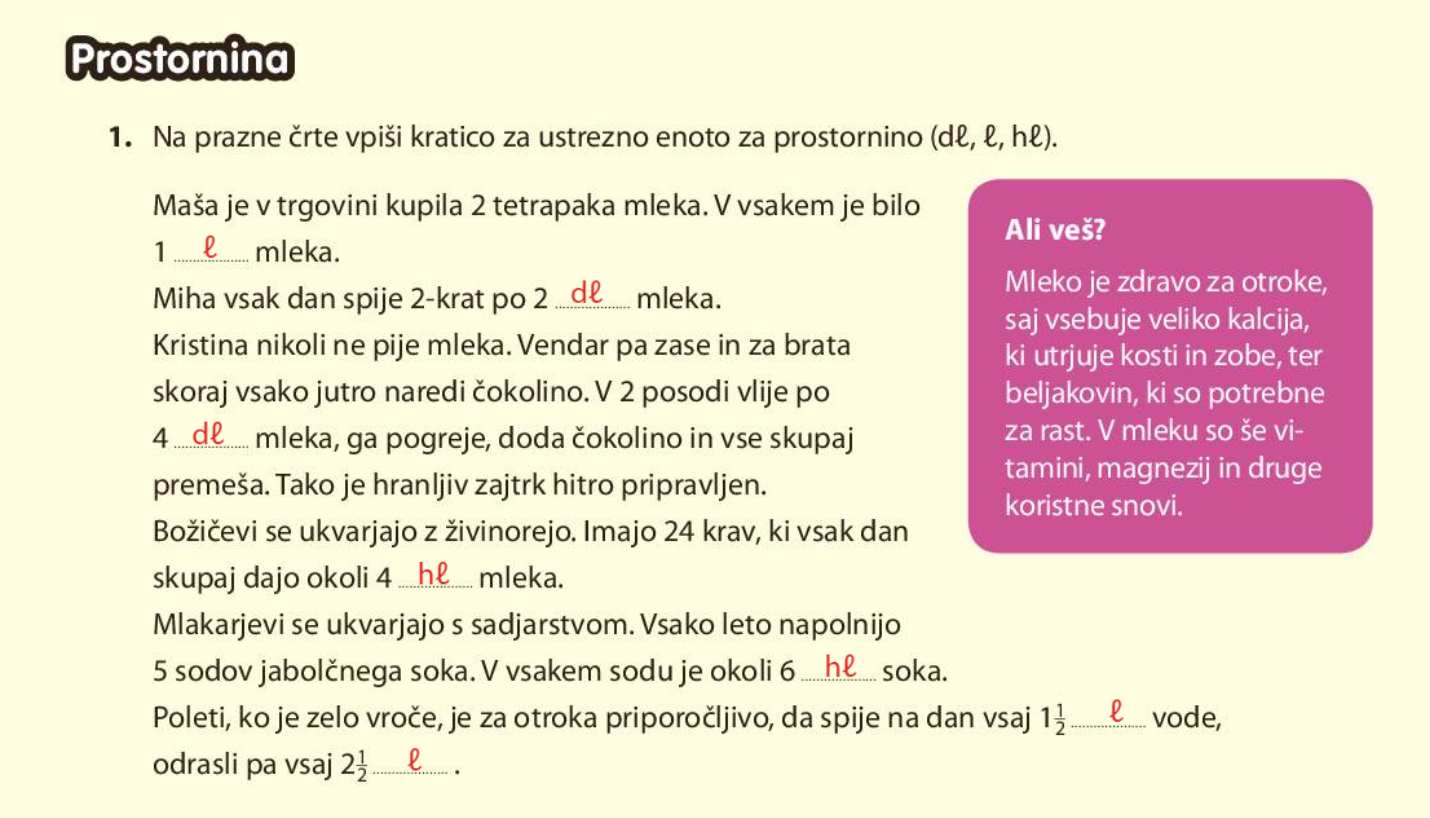 Prostornina
1. Na prazne črte vpiši kratico za ustrezno enoto za prostornino (dℓ, ℓ, hℓ).
Maša je v trgovini kupila 2 tetrapaka mleka. V vsakem je bilo
1 ℓ mleka.
Miha vsak dan spije 2-krat po 2 dℓ mleka.
Kristina nikoli ne pije mleka. Vendar pa zase in za brata
skoraj vsako jutro naredi čokolino. V 2 posodi vlije po
4 dℓ mleka, ga pogreje, doda čokolino in vse skupaj
premeša. Tako je hranljiv zajtrk hitro pripravljen.
Božičevi se ukvarjajo z živinorejo. Imajo 24 krav, ki vsak dan
skupaj dajo okoli 4 hℓ mleka.
Mlakarjevi se ukvarjajo s sadjarstvom. Vsako leto napolnijo
5 sodov jabolčnega soka. V vsakem sodu je okoli 6 hℓ soka.
Poleti, ko je zelo vroče, je za otroka priporočljivo, da spije na dan vsaj 1½ ℓ vode,
odrasli pa vsaj 2½ ℓ .
Ali veš?
Mleko je zdravo za otroke,
saj vsebuje veliko kalcija,
ki utrjuje kosti in zobe, ter
beljakovin, ki so potrebne
za rast. V mleku so še vi-
tamini, magnezij in druge
koristne snovi.